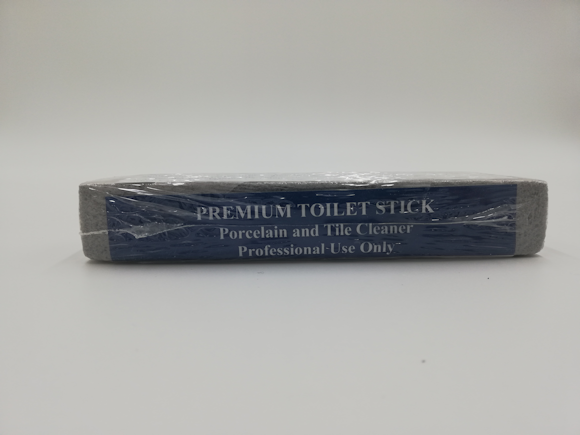 PREMIUM TOILET STICK
Porcelain and Tile Cleaner
Professional Use Only